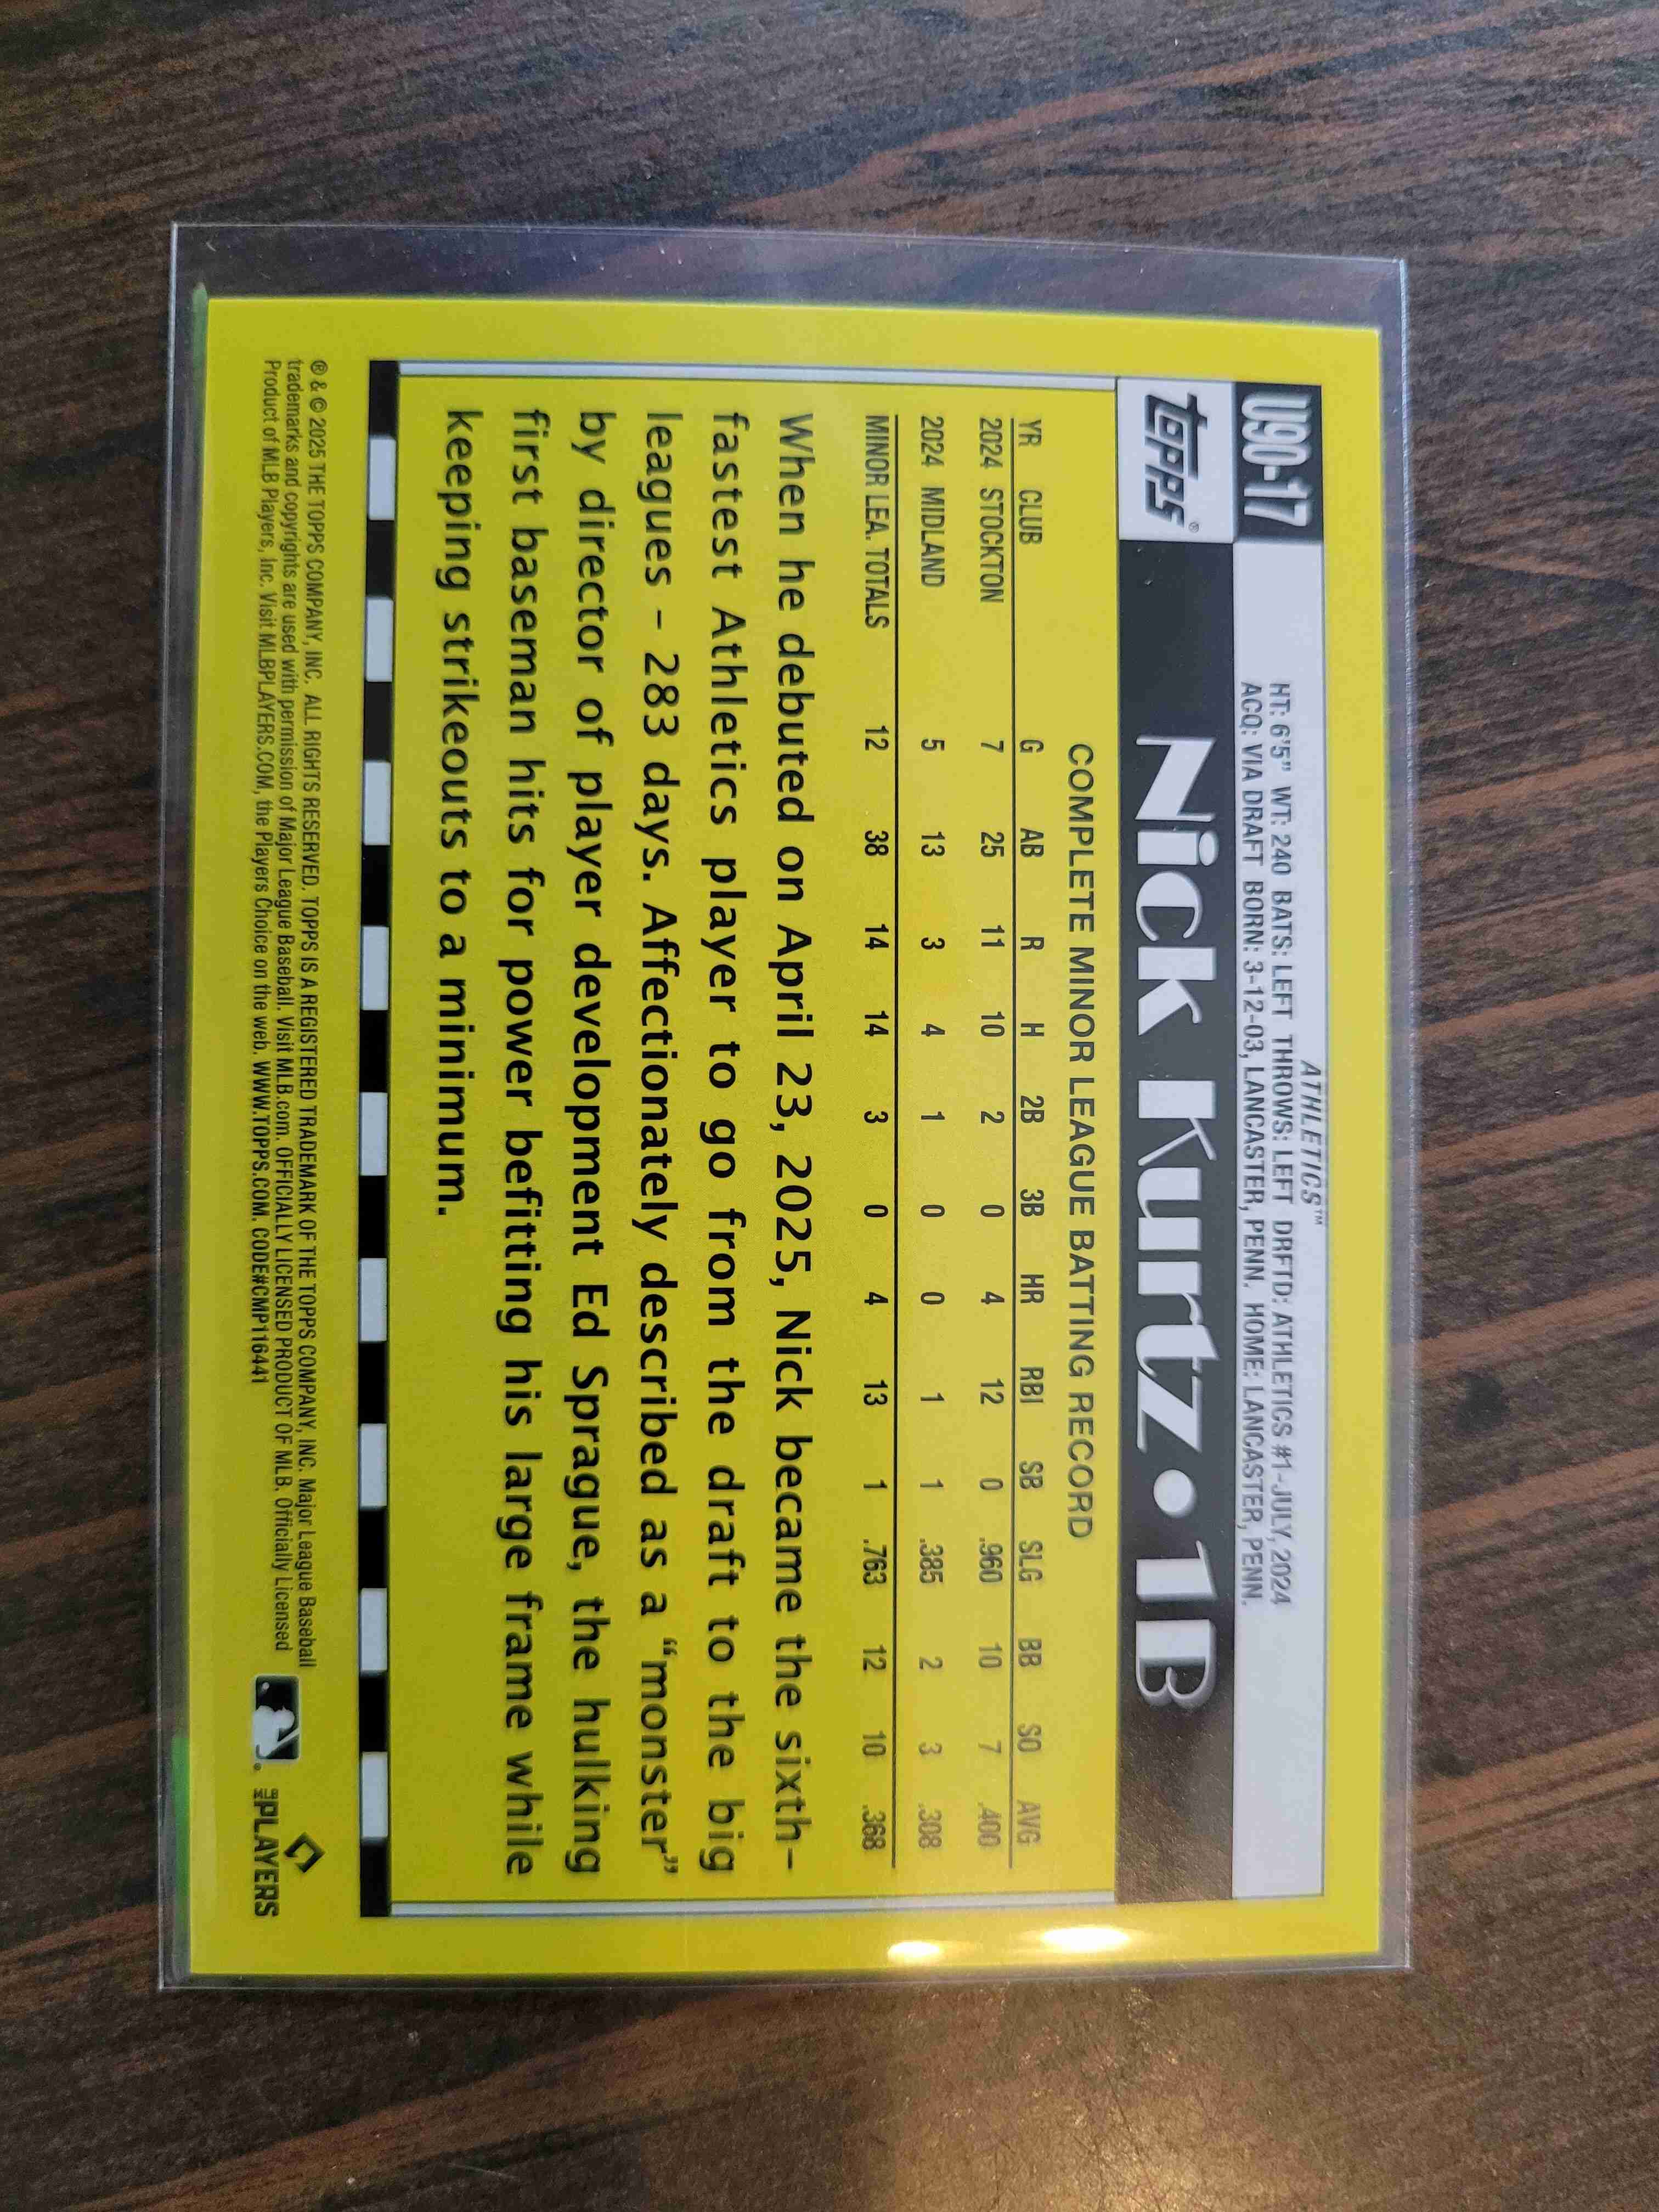 U90-17
ATHLETICS™
HT: 6'5" WT: 240 BATS: LEFT THROWS: LEFT DRFTD: ATHLETICS #1-JULY, 2024
ACQ: VIA DRAFT BORN: 3-12-03, LANCASTER, PENN. HOME: LANCASTER, PENN.
topps® Nick Kurtz • 1B
COMPLETE MINOR LEAGUE BATTING RECORD
YR CLUB G AB R H 2B 3B HR RBI SB SLG BB SO AVG
2024 STOCKTON 7 25 11 10 2 0 4 12 0 .960 10 7 .400
2024 MIDLAND 5 13 3 4 1 0 0 1 1 .385 2 3 .308
MINOR LEA. TOTALS 12 38 14 14 3 0 4 13 1 .763 12 10 .368
When he debuted on April 23, 2025, Nick became the sixth-
fastest Athletics player to go from the draft to the big
leagues – 283 days. Affectionately described as a “monster”
by director of player development Ed Sprague, the hulking
first baseman hits for power befitting his large frame while
keeping strikeouts to a minimum.
® & © 2025 THE TOPPS COMPANY, INC. ALL RIGHTS RESERVED. TOPPS IS A REGISTERED TRADEMARK OF THE TOPPS COMPANY, INC. Major League Baseball
trademarks and copyrights are used with permission of Major League Baseball. Visit MLB.com. OFFICIALLY LICENSED PRODUCT OF MLB. Officially Licensed
Product of MLB Players, Inc. Visit MLBPLAYERS.COM, the Players Choice on the web. WWW.TOPPS.COM. CODE#CMP116441
MLB PLAYERS